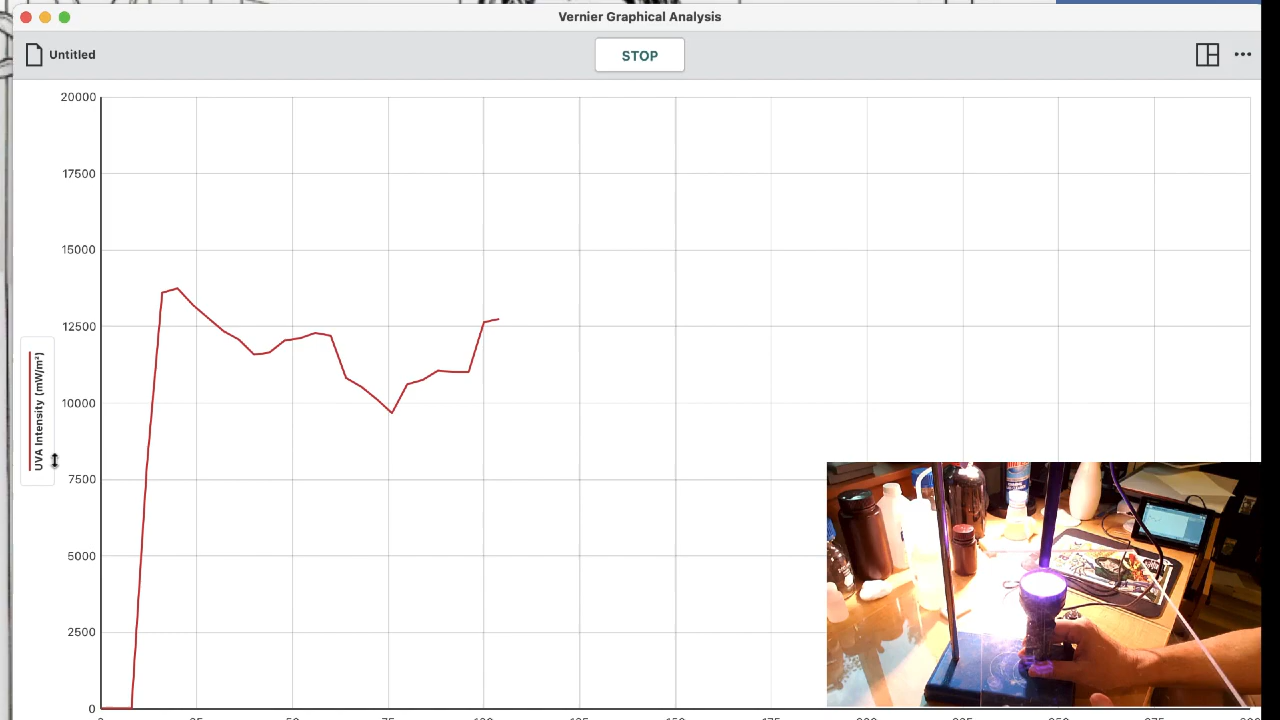 Vernier Graphical Analysis
Untitled
STOP
20000
17500
15000
12500
10000
7500
5000
2500
0
UVA Intensity (mW/m²)